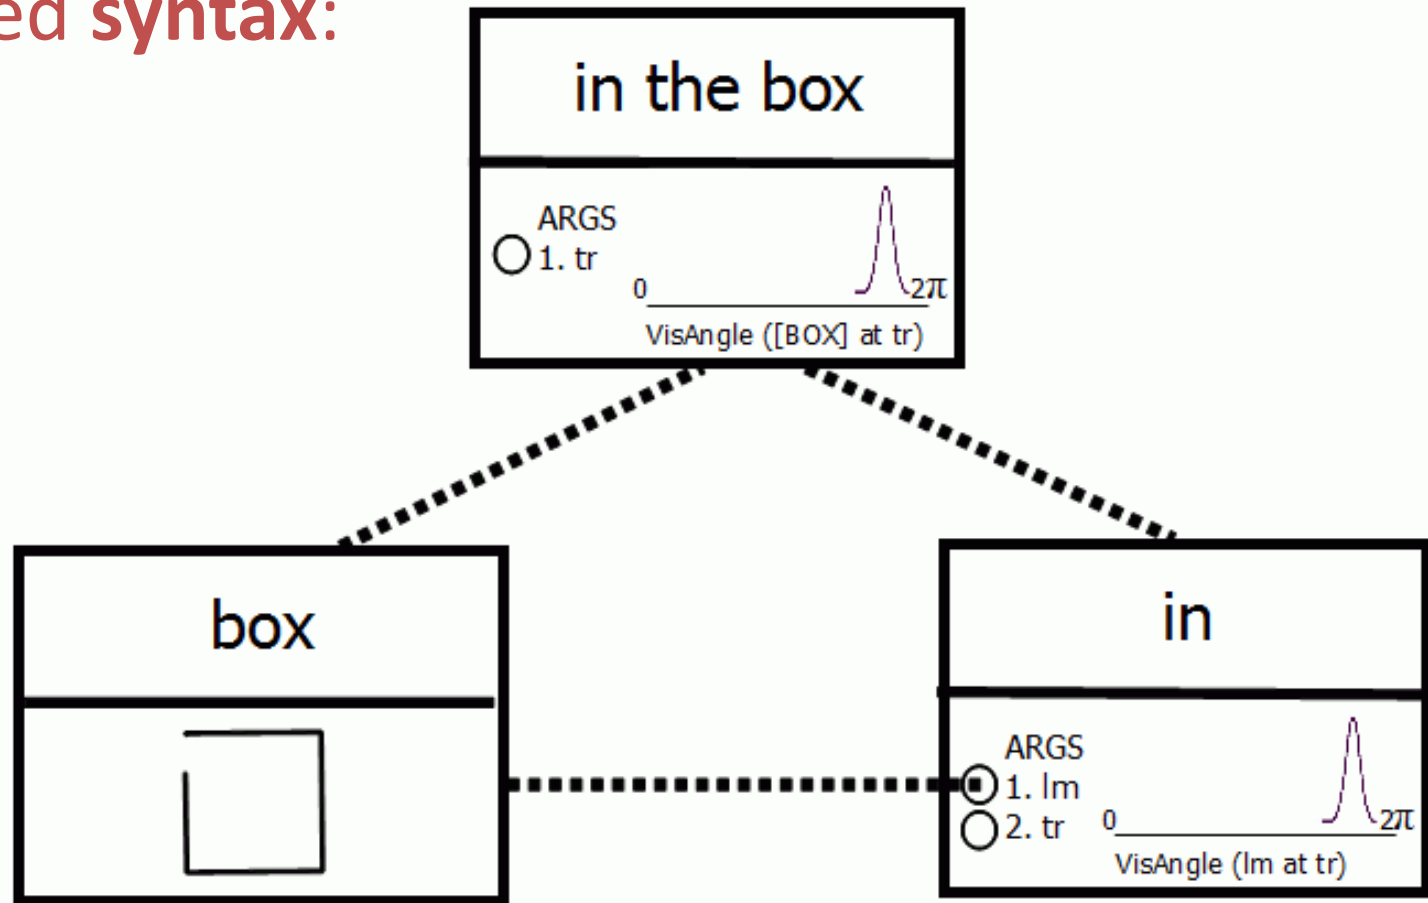 ed syntax:
in the box
ARGS
1. tr
0 2π
VisAngle ([BOX] at tr)
box
in
ARGS
1. lm
2. tr
0 2π
VisAngle (lm at tr)